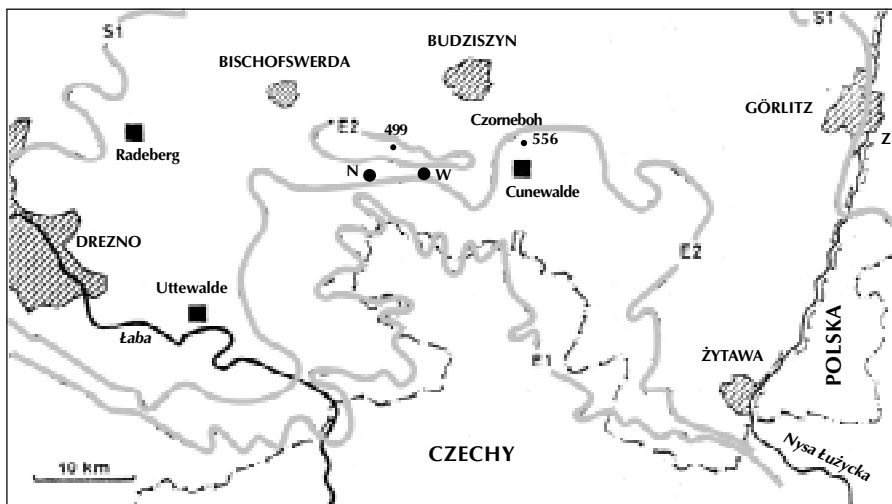 S1
S1
BUDZISZYN
BISCHOFSWERDA
GÖRLITZ
E2
499
Czorneboh
556
Z
Radeberg
N
W
Cunewalde
DREZNO
E2
Uttewalde
Łaba
E1
ŻYTAWA
POLSKA
10 km
CZECHY
Nysa Łużycka